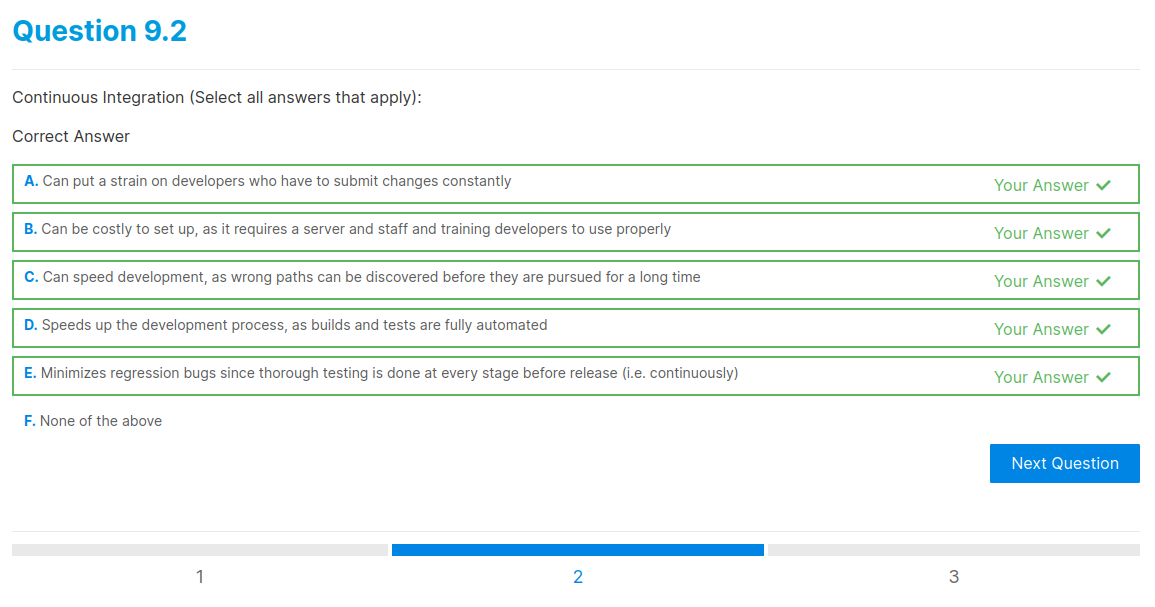 Question 9.2
Continuous Integration (Select all answers that apply):
Correct Answer
A. Can put a strain on developers who have to submit changes constantly Your Answer ✓
B. Can be costly to set up, as it requires a server and staff and training developers to use properly Your Answer ✓
C. Can speed development, as wrong paths can be discovered before they are pursued for a long time Your Answer ✓
D. Speeds up the development process, as builds and tests are fully automated Your Answer ✓
E. Minimizes regression bugs since thorough testing is done at every stage before release (i.e. continuously) Your Answer ✓
F. None of the above
Next Question
1 2 3